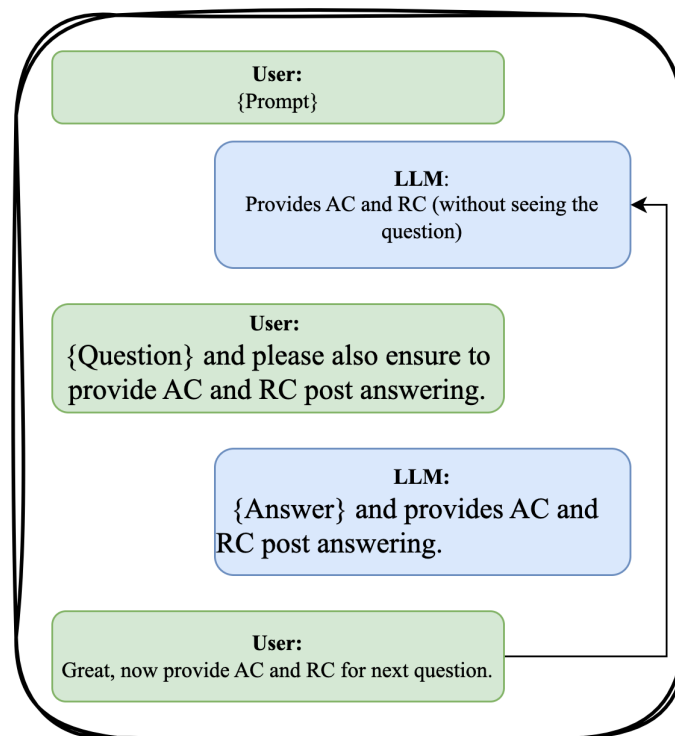 User:
{Prompt}
LLM:
Provides AC and RC (without seeing the
question)
User:
{Question} and please also ensure to
provide AC and RC post answering.
LLM:
{Answer} and provides AC and
RC post answering.
User:
Great, now provide AC and RC for next question.